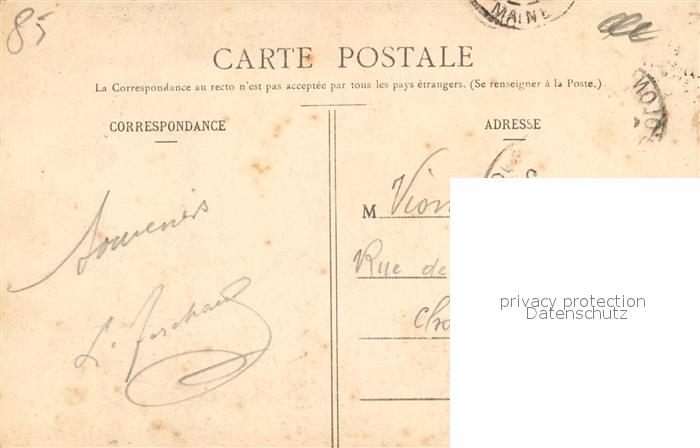 85
MAINE
CARTE POSTALE
La Correspondance au recto n'est pas acceptée par tous les pays étrangers. (Se renseigner à la Poste.)
CORRESPONDANCE
ADRESSE
Souvenirs
M
Rue de
privacy protection
Datenschutz